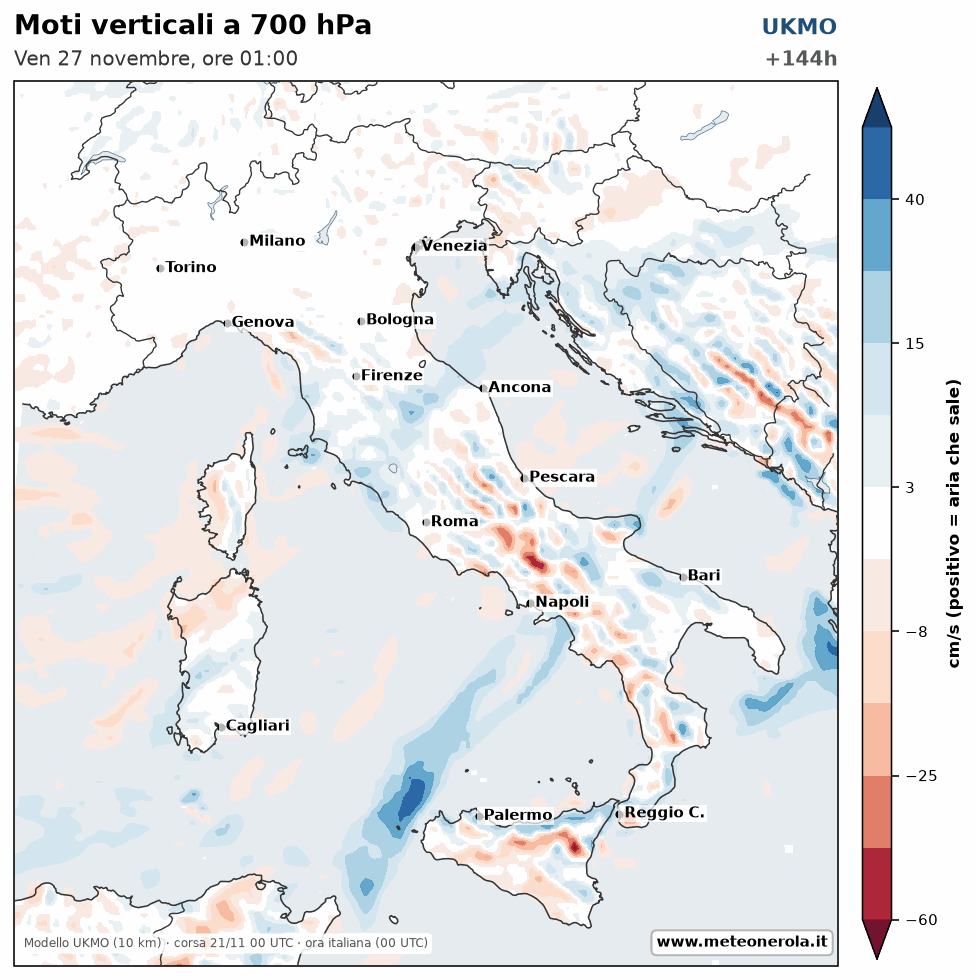 Moti verticali a 700 hPa
UKMO
Ven 27 novembre, ore 01:00
+144h
Milano
Venezia
Torino
Genova
Bologna
Firenze
Ancona
Pescara
Roma
Bari
Napoli
Cagliari
Palermo
Reggio C.
40
15
3
−8
−25
−60
cm/s (positivo = aria che sale)
Modello UKMO (10 km) · corsa 21/11 00 UTC · ora italiana (00 UTC)
www.meteonerola.it